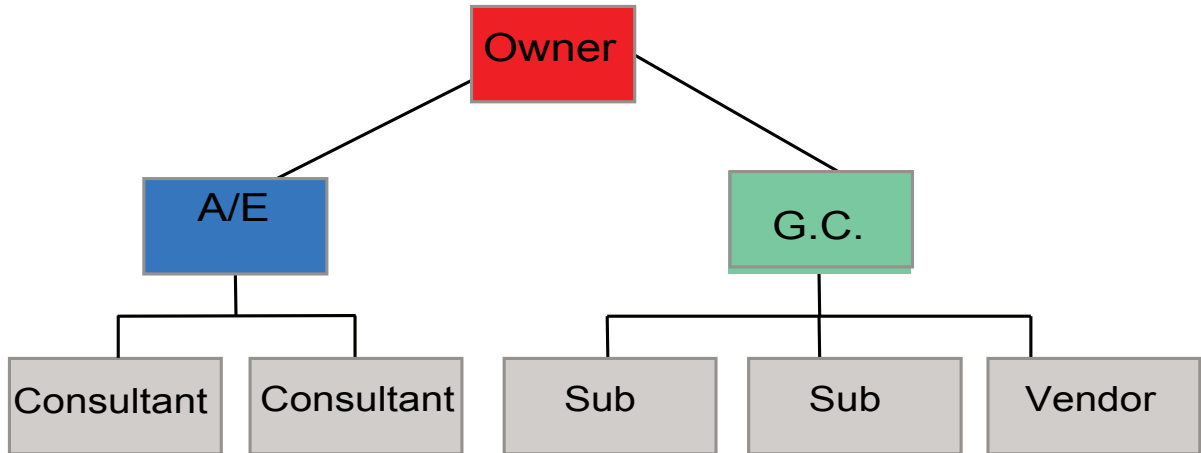 Owner
A/E
G.C.
Consultant
Consultant
Sub
Sub
Vendor